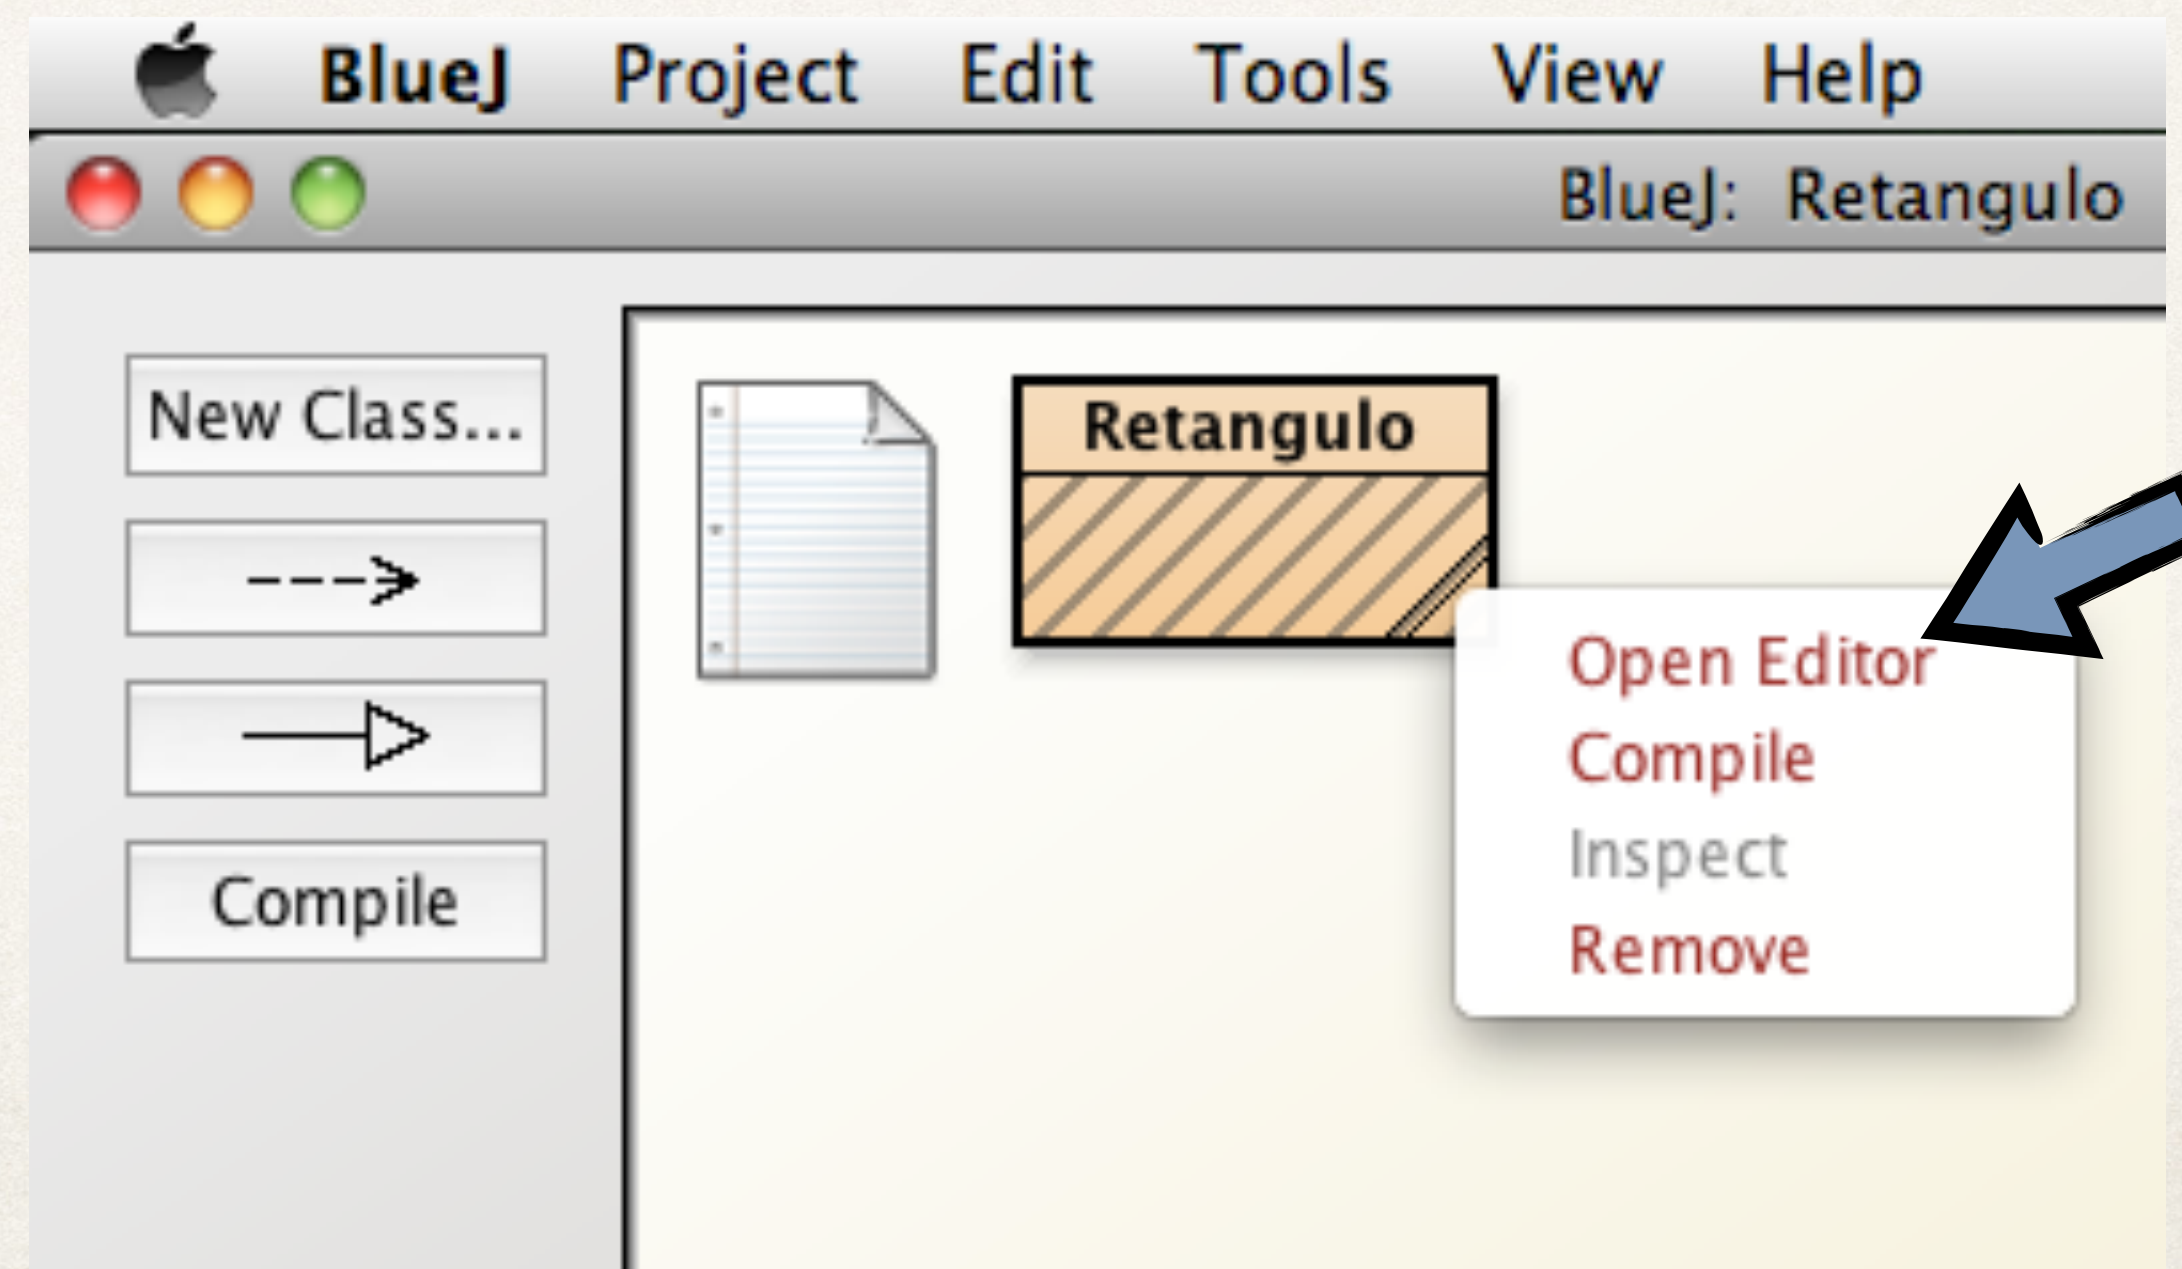 BlueJ Project Edit Tools View Help
BlueJ: Retangulo
New Class...
Compile
Retangulo
Open Editor
Compile
Inspect
Remove